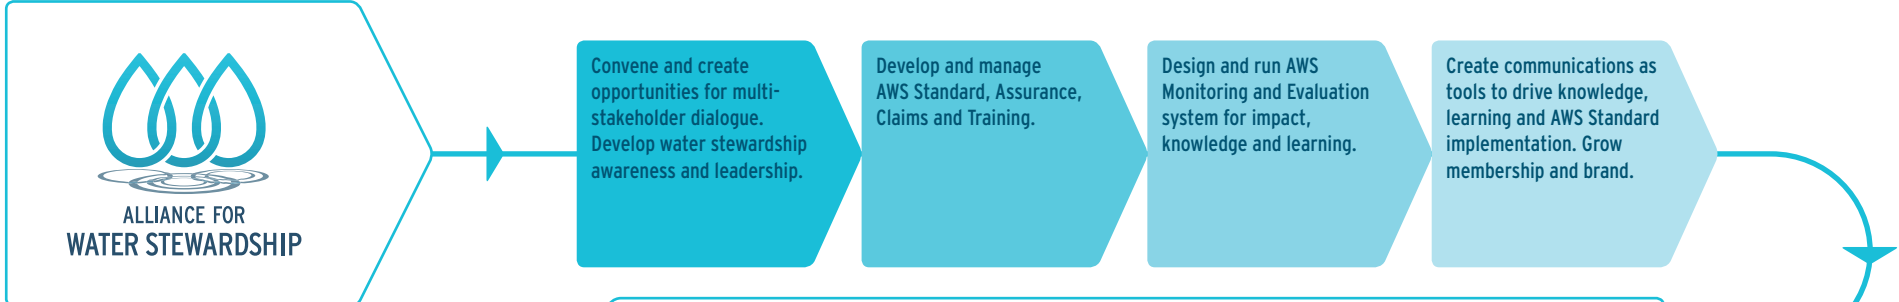 ALLIANCE FOR
WATER STEWARDSHIP
Convene and create
opportunities for multi-
stakeholder dialogue.
Develop water stewardship
awareness and leadership.
Develop and manage
AWS Standard, Assurance,
Claims and Training.
Design and run AWS
Monitoring and Evaluation
system for impact,
knowledge and learning.
Create communications as
tools to drive knowledge,
learning and AWS Standard
implementation. Grow
membership and brand.